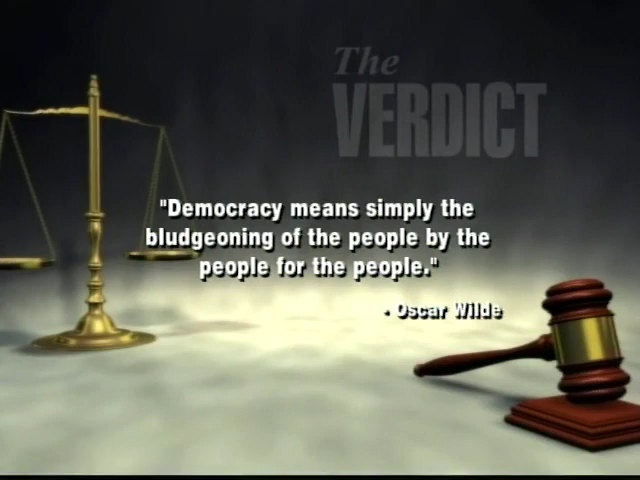 The
VERDICT
"Democracy means simply the
bludgeoning of the people by the
people for the people."
- Oscar Wilde